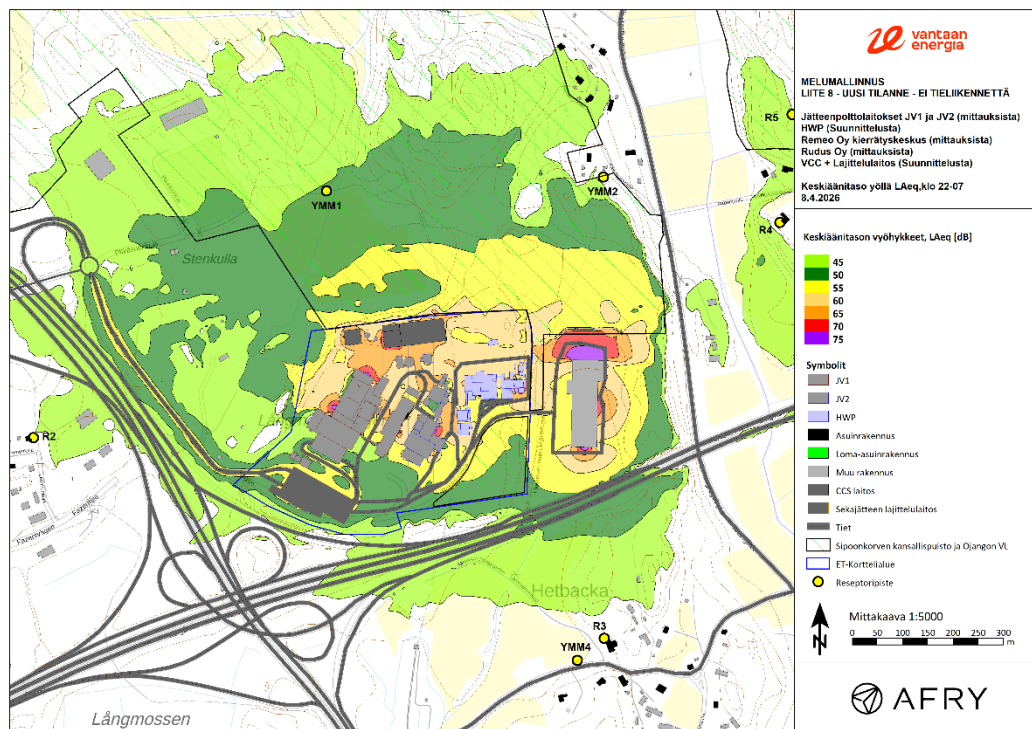 vantaan
energia
MELUMALLINNUS
LIITE 8 - UUSI TILANNE - EI TIELIIKENNETTÄ
Jätteenpolttolaitokset JV1 ja JV2 (mittauksista)
HWP (Suunnittelusta)
Remeo Oy kierrätyskeskus (mittauksista)
Rudus Oy (mittauksista)
VCC + Lajittelulaitos (Suunnittelusta)
Keskiäänitaso yöllä LAeq,klo 22-07
8.4.2026
Keskiäänitason vyöhykkeet, LAeq [dB]
45
50
55
60
65
70
75
Symbolit
JV1
JV2
HWP
Asuinrakennus
Loma-asuinrakennus
Muu rakennus
CCS laitos
Sekajätteen lajittelulaitos
Tiet
Sipoonkorven kansallispuisto ja Ojangon VL
ET-Korttelialue
Reseptoripiste
Mittakaava 1:5000
0 50 100 150 200 250 300
m
N
AFRY
R5
YMM2
YMM1
R4
Stenkulla
R2
Hetbacka
R3
YMM4
Långmossen